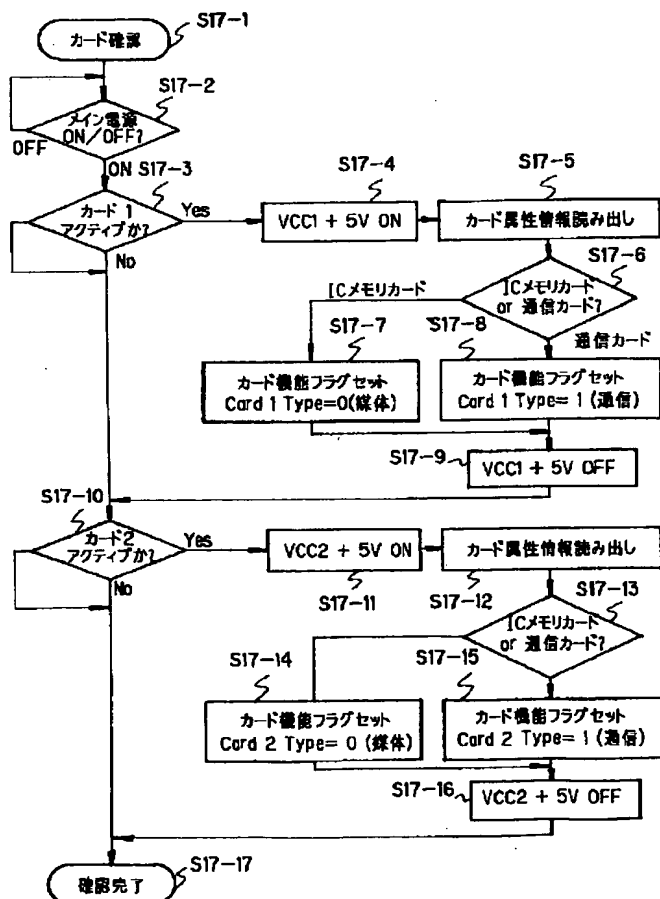 S17-1
カード確認
S17-2
メイン電源
ON/OFF?
OFF
ON
S17-3
カード1
アクティブか?
Yes
No
S17-4
VCC1 + 5V ON
S17-5
カード属性情報読み出し
S17-6
ICメモリカード
or 通信カード?
ICメモリカード
通信カード
S17-7
カード機能フラグセット
Card 1 Type=0(媒体)
S17-8
カード機能フラグセット
Card 1 Type=1(通信)
S17-9
VCC1 + 5V OFF
S17-10
カード2
アクティブか?
Yes
No
VCC2 + 5V ON
S17-11
カード属性情報読み出し
S17-12
S17-13
ICメモリカード
or 通信カード?
S17-14
カード機能フラグセット
Card 2 Type= 0 (媒体)
S17-15
カード機能フラグセット
Card 2 Type= 1 (通信)
S17-16
VCC2 + 5V OFF
S17-17
確認完了